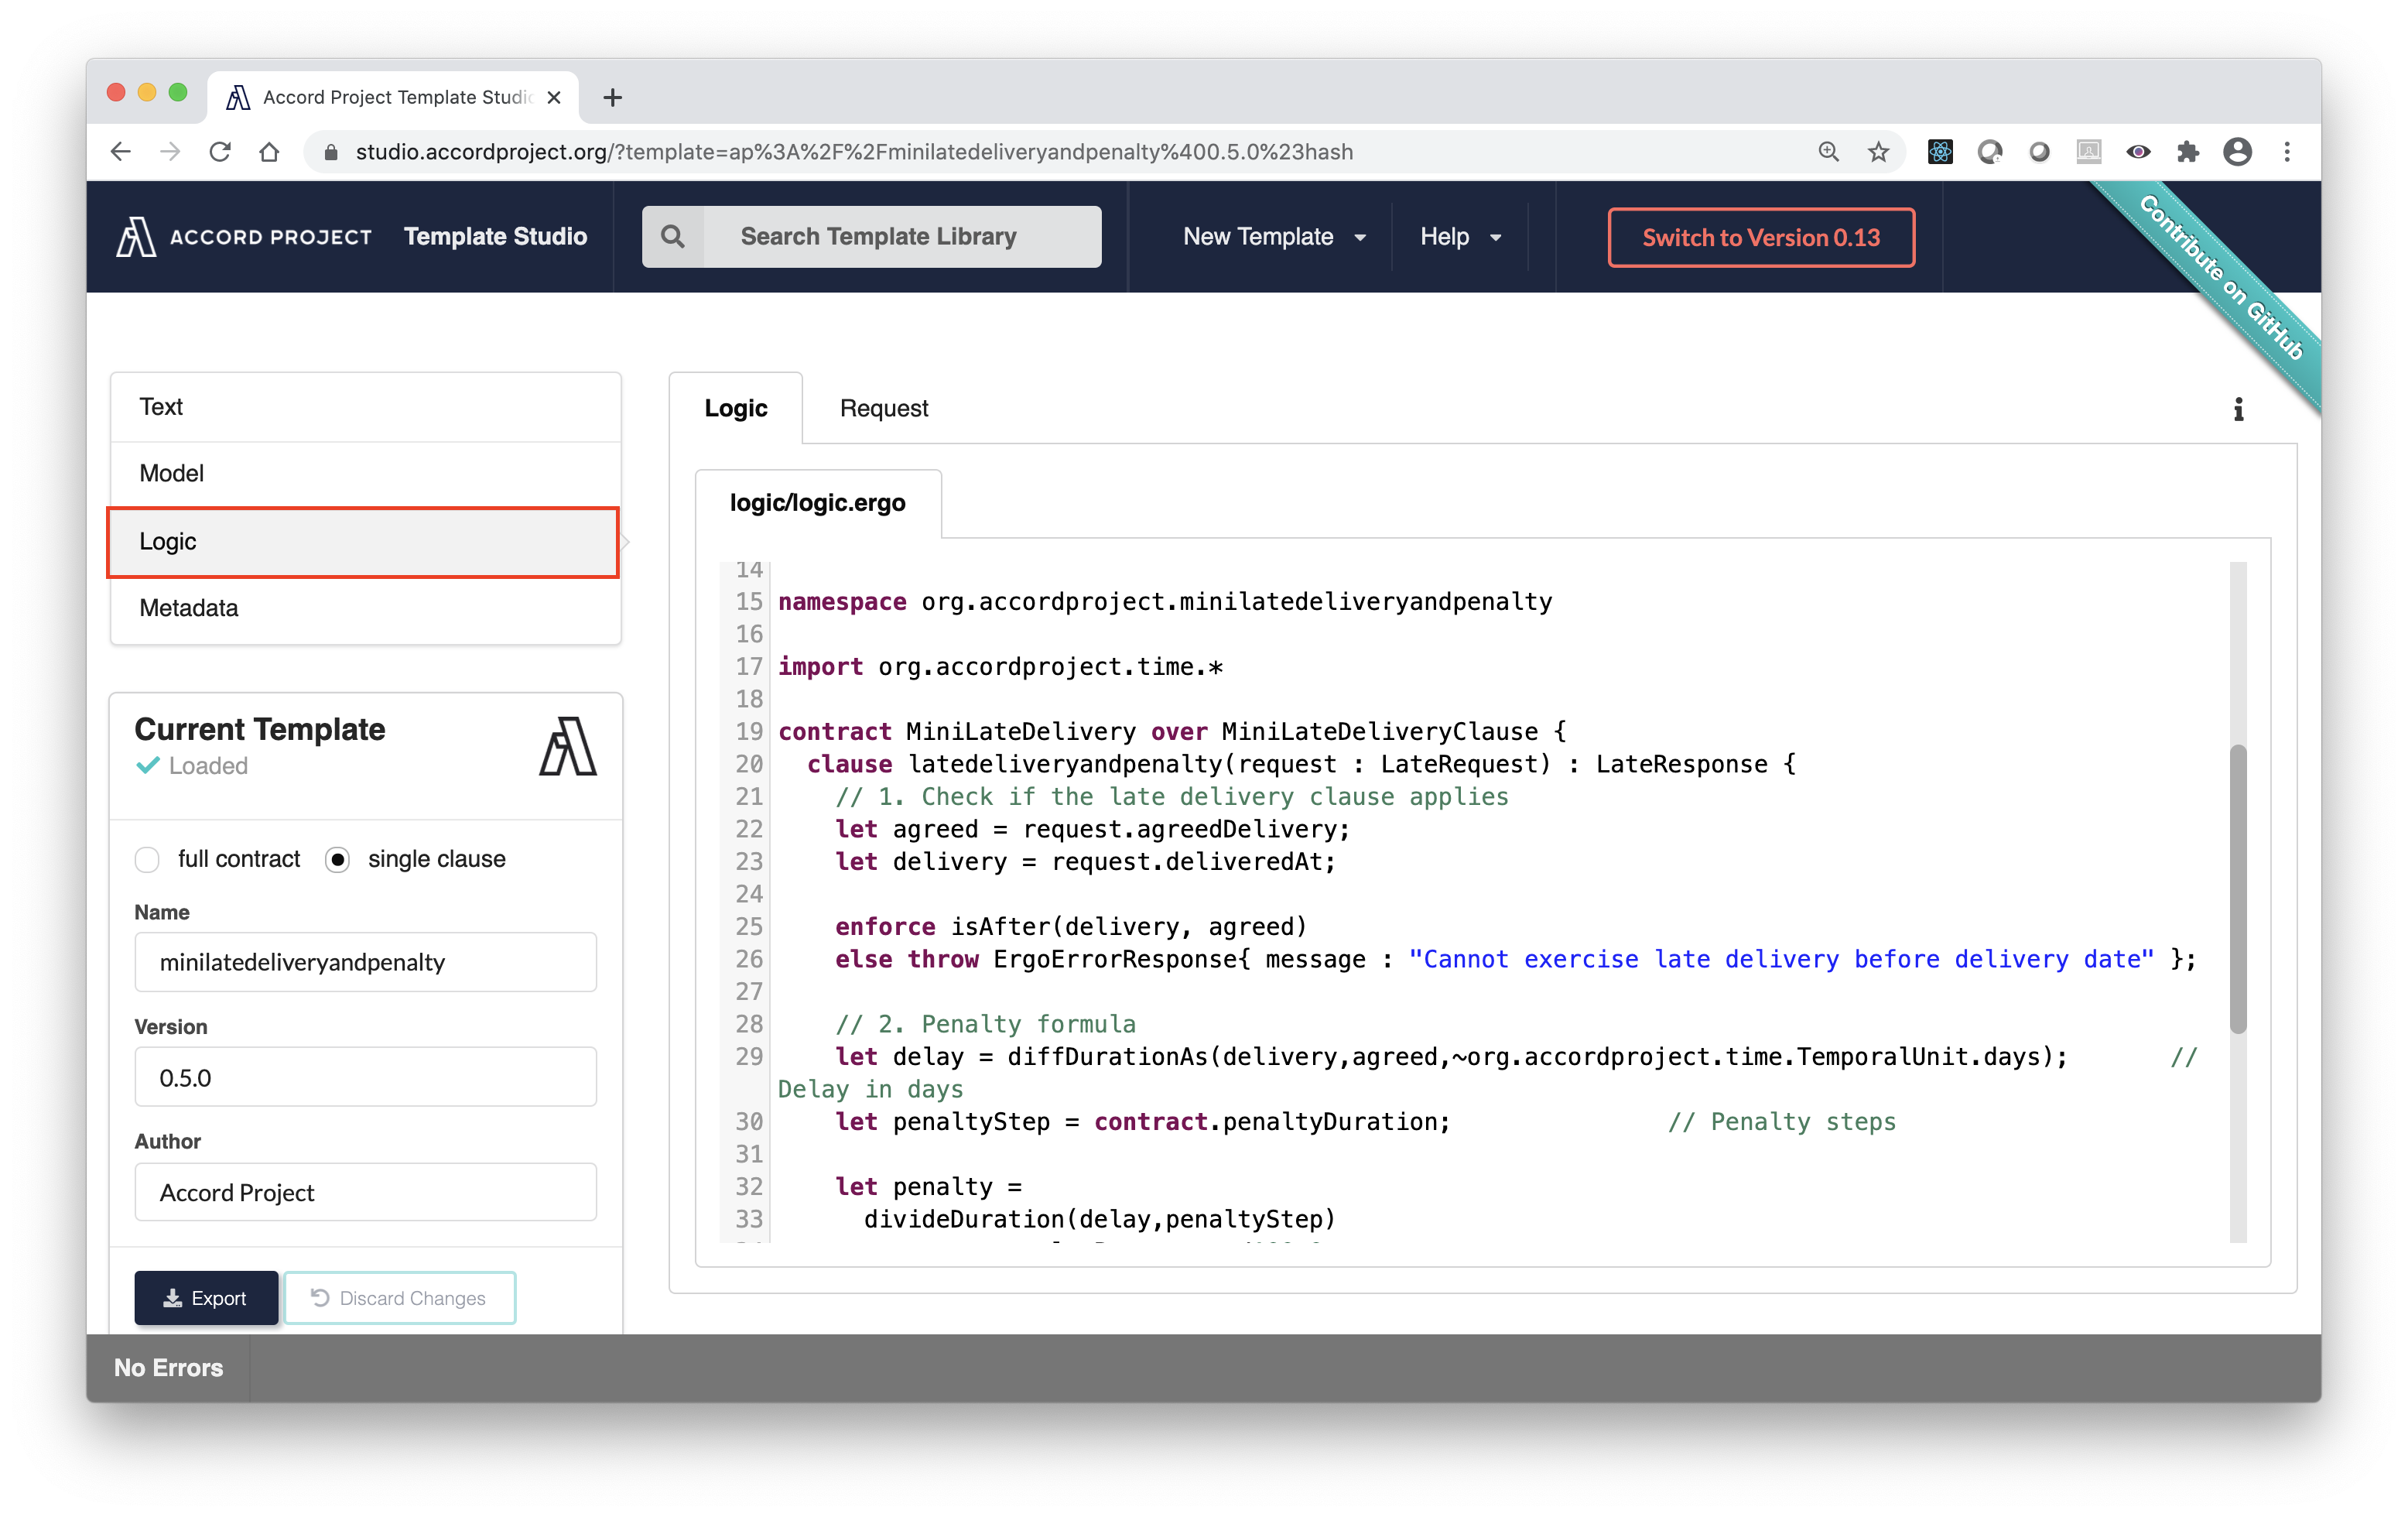 Accord Project Template Studio
studio.accordproject.org/?template=ap%3A%2F%2Fminilatedeliveryandpenalty%400.5.0%23hash
ACCORD PROJECT Template Studio
Search Template Library
New Template
Help
Switch to Version 0.13
Contribute on GitHub
Text
Model
Logic
Metadata
Current Template
Loaded
full contract single clause
Name
minilatedeliveryandpenalty
Version
0.5.0
Author
Accord Project
Export Discard Changes
Logic Request
logic/logic.ergo
14
15 namespace org.accordproject.minilatedeliveryandpenalty
16
17 import org.accordproject.time.*
18
19 contract MiniLateDelivery over MiniLateDeliveryClause {
20 clause latedeliveryandpenalty(request : LateRequest) : LateResponse {
21 // 1. Check if the late delivery clause applies
22 let agreed = request.agreedDelivery;
23 let delivery = request.deliveredAt;
24
25 enforce isAfter(delivery, agreed)
26 else throw ErgoErrorResponse{ message : "Cannot exercise late delivery before delivery date" };
27
28 // 2. Penalty formula
29 let delay = diffDurationAs(delivery,agreed,~org.accordproject.time.TemporalUnit.days); //
Delay in days
30 let penaltyStep = contract.penaltyDuration; // Penalty steps
31
32 let penalty =
33 divideDuration(delay,penaltyStep)
No Errors